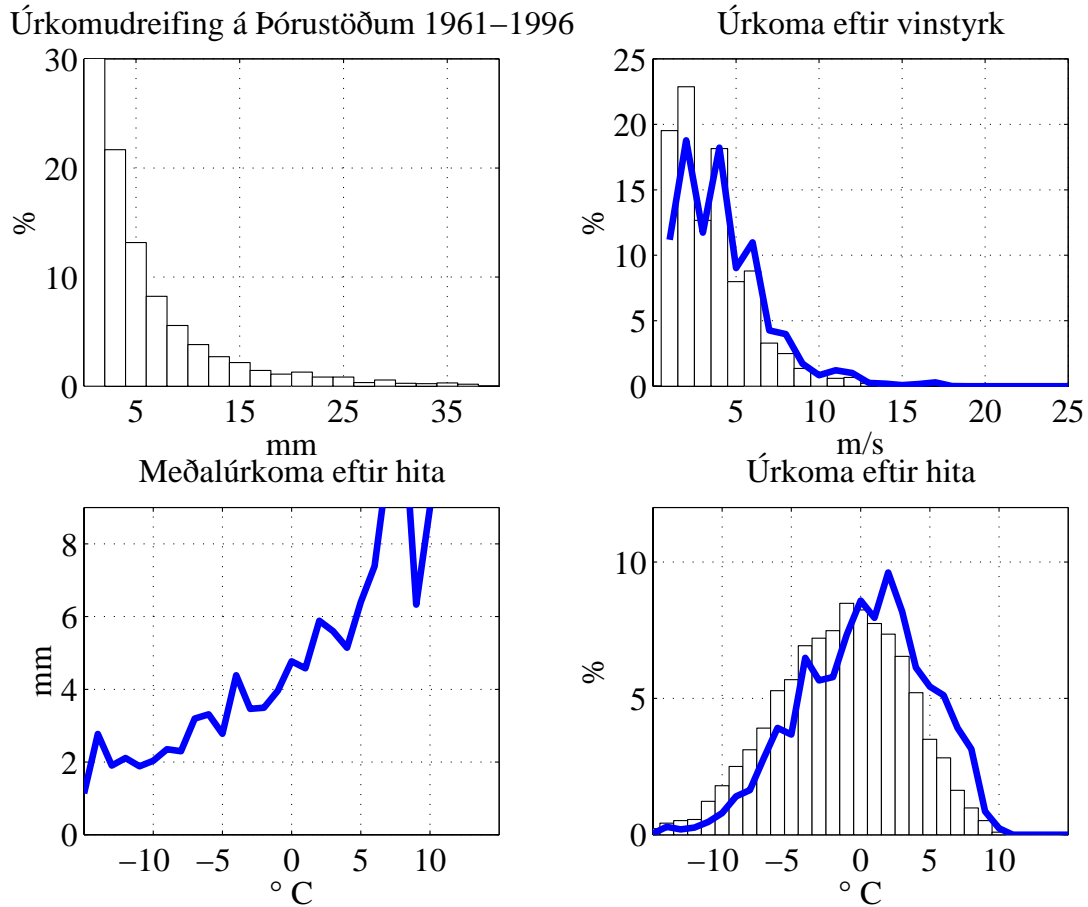 Úrkomudreifing á Þórustöðum 1961−1996
30
20
10
0
%
5 15 25 35
mm
Úrkoma eftir vinstyrk
25
20
15
10
5
0
%
5 10 15 20 25
m/s
Meðalúrkoma eftir hita
8
6
4
2
0
mm
−10 −5 0 5 10
° C
Úrkoma eftir hita
10
5
0
%
−10 −5 0 5 10
° C